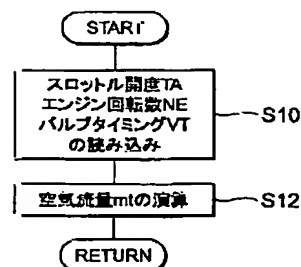 START
スロットル開度TA
エンジン回転数NE
バルブタイミングVT
の読み込み
S10
空気流量mtの演算
S12
RETURN